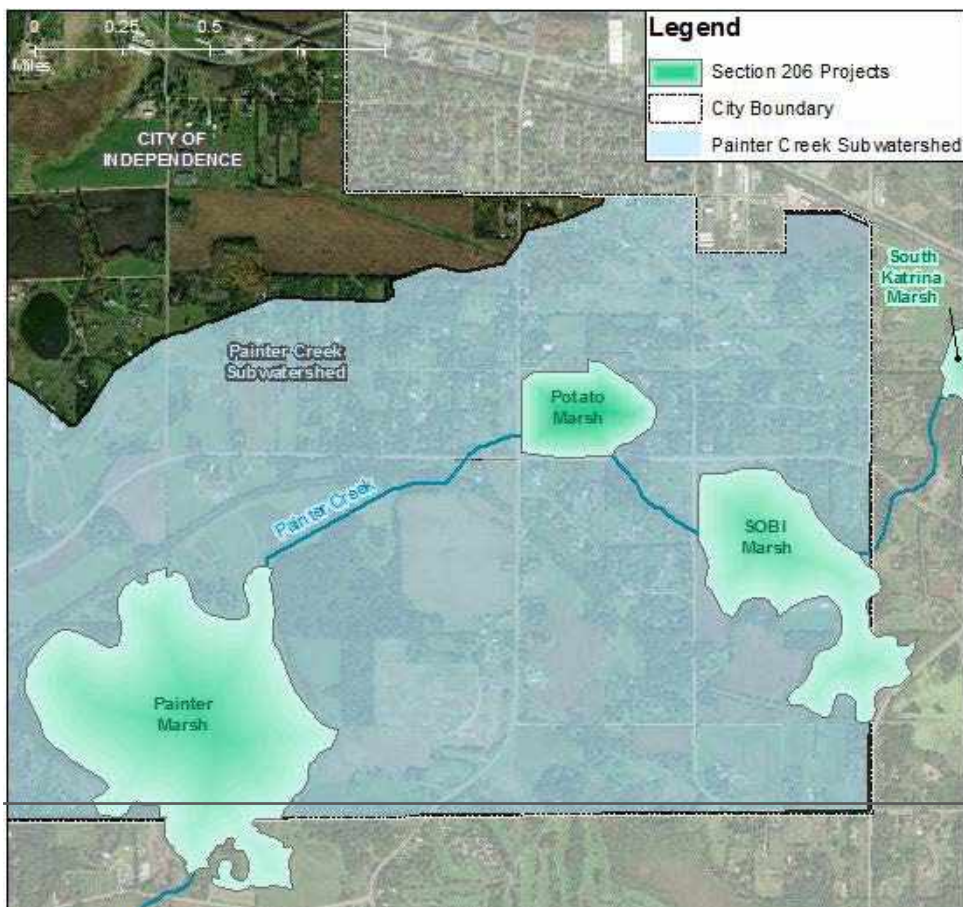 0 0.25 0.5 1
Miles
Legend
Section 206 Projects
City Boundary
Painter Creek Subwatershed
CITY OF
INDEPENDENCE
South
Katrina
Marsh
Painter Creek
Subwatershed
Potato
Marsh
Painter Creek
SOBI
Marsh
Painter
Marsh